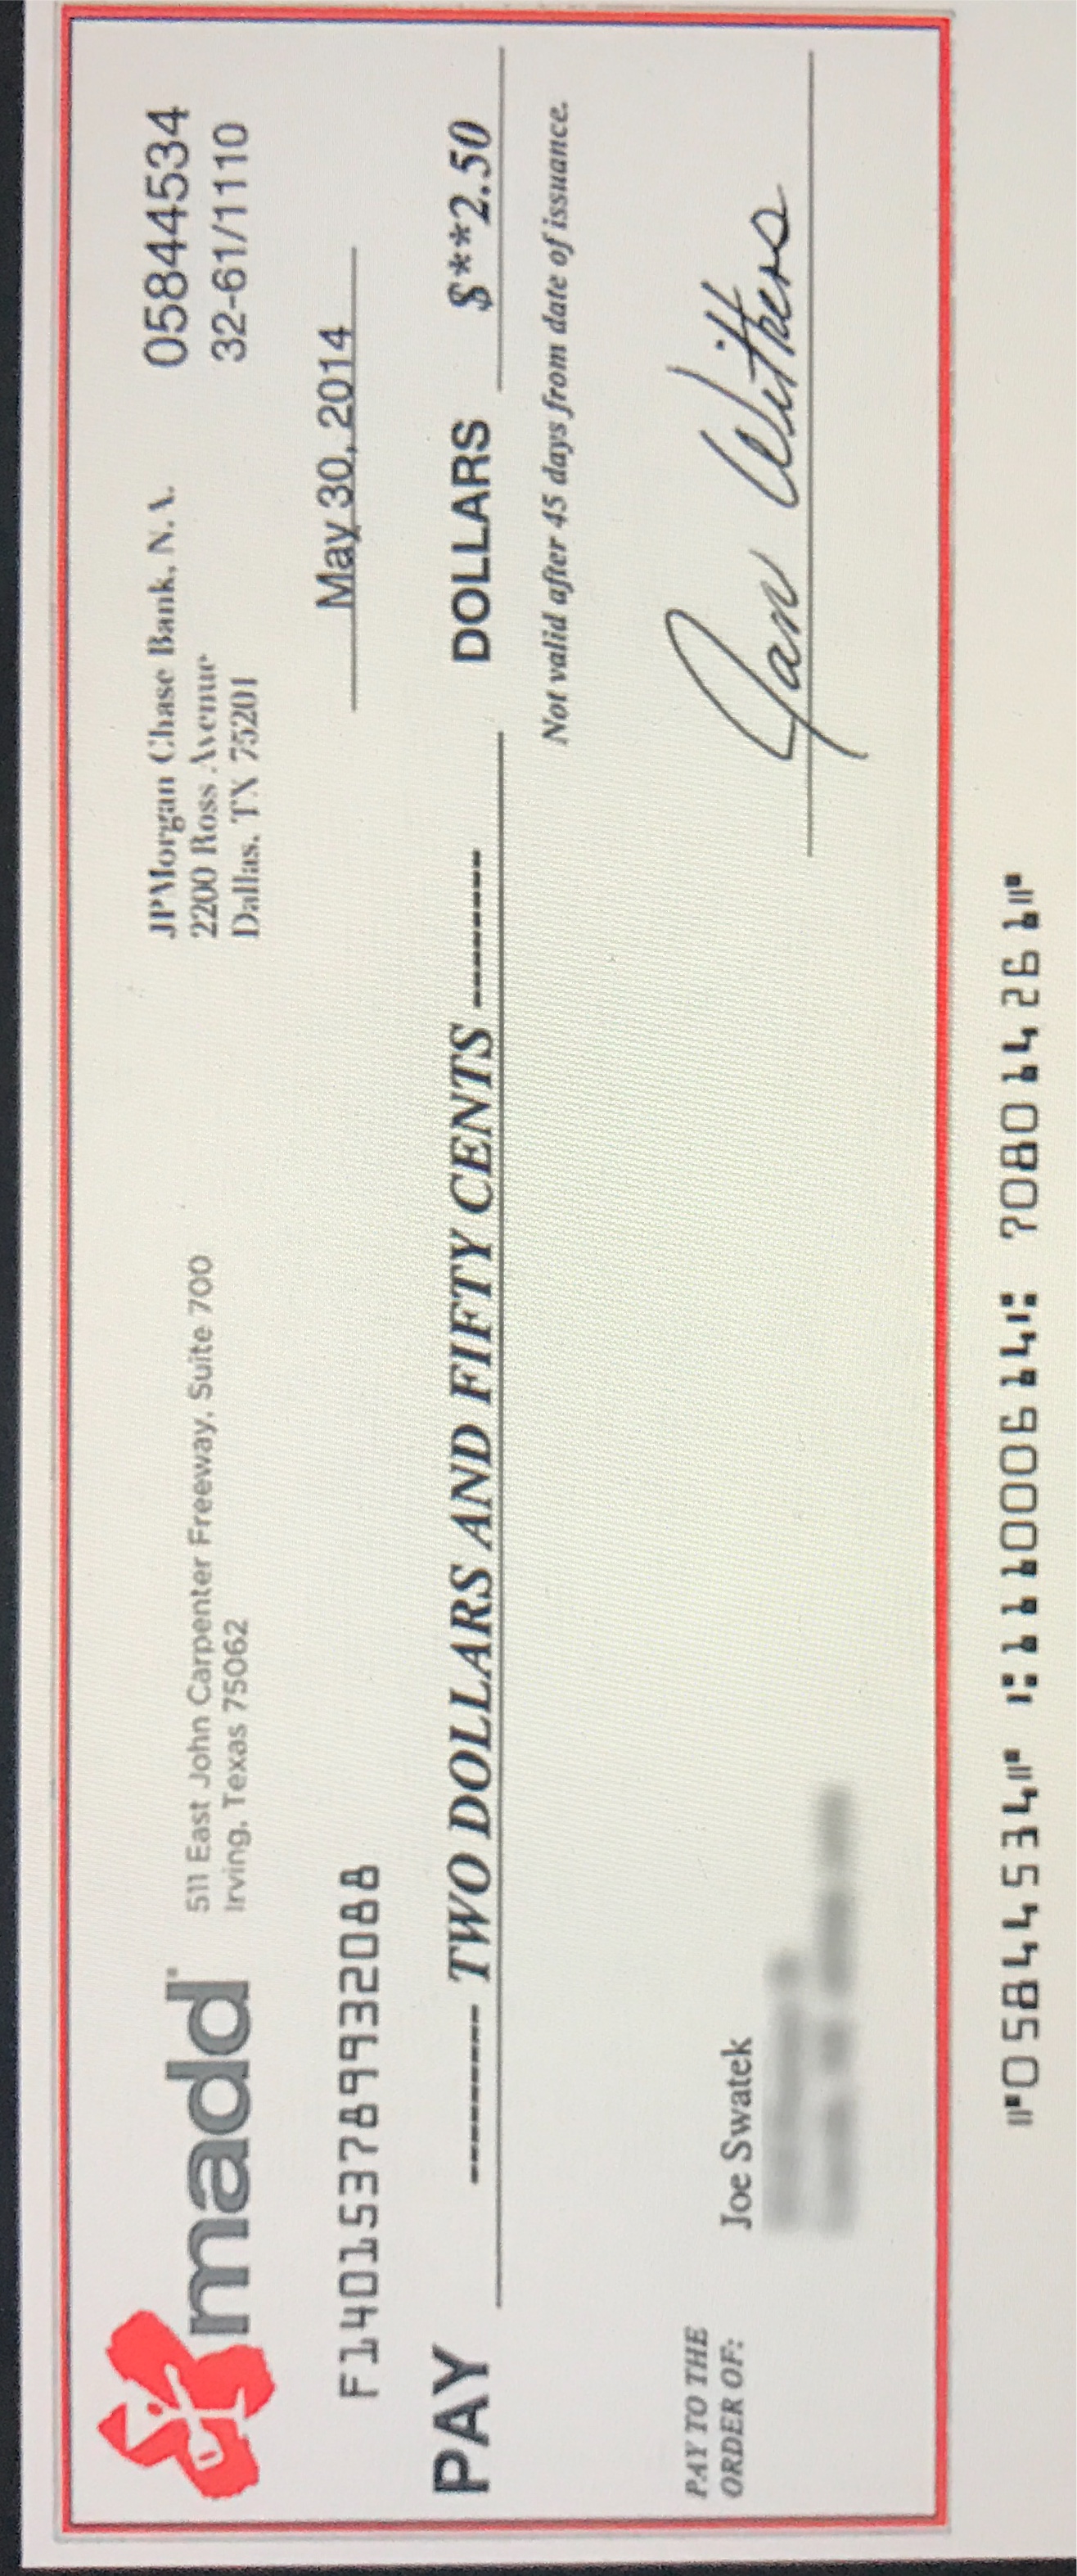 madd
511 East John Carpenter Freeway, Suite 700
Irving, Texas 75062
JPMorgan Chase Bank, N.A.
2200 Ross Avenue
Dallas, TX 75201
05844534
32-61/1110
May 30, 2014
F140153789932088
PAY --------- TWO DOLLARS AND FIFTY CENTS -------- DOLLARS $**2.50
Not valid after 45 days from date of issuance.
PAY TO THE
ORDER OF:
Joe Swatek
Jan Withers
⑈05844534⑈ ⑆111000614⑆ 708014261⑈